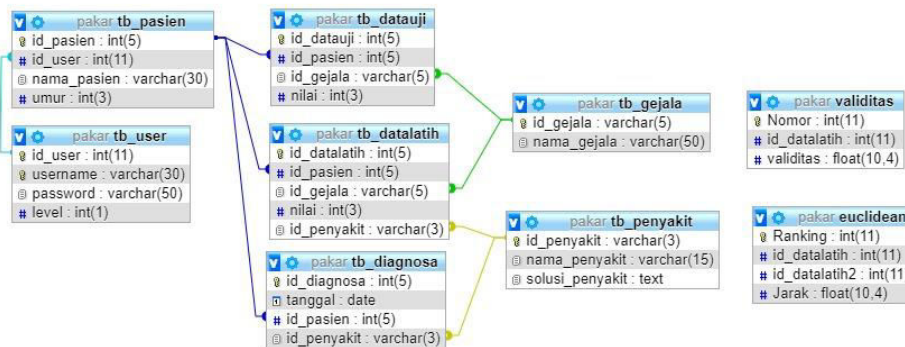 pakar tb_pasien
id_pasien : int(5)
id_user : int(11)
nama_pasien : varchar(30)
umur : int(3)
pakar tb_user
id_user : int(11)
username : varchar(30)
password : varchar(50)
level : int(1)
pakar tb_datauji
id_datauji : int(5)
id_pasien : int(5)
id_gejala : varchar(5)
nilai : int(3)
pakar tb_datalatih
id_datalatih : int(5)
id_pasien : int(5)
id_gejala : varchar(5)
nilai : int(3)
id_penyakit : varchar(3)
pakar tb_diagnosa
id_diagnosa : int(5)
tanggal : date
id_pasien : int(5)
id_penyakit : varchar(3)
pakar tb_gejala
id_gejala : varchar(5)
nama_gejala : varchar(50)
pakar tb_penyakit
id_penyakit : varchar(3)
nama_penyakit : varchar(15)
solusi_penyakit : text
pakar validitas
Nomor : int(11)
id_datalatih : int(11)
validitas : float(10,4)
pakar euclidean
Ranking : int(11)
id_datalatih : int(11)
id_datalatih2 : int(11
Jarak : float(10,4)